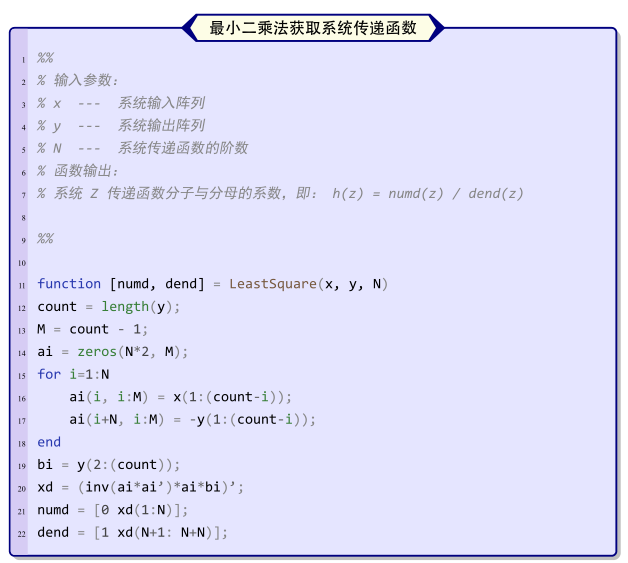 最小二乘法获取系统传递函数
1 %%
2 % 输入参数：
3 % x --- 系统输入阵列
4 % y --- 系统输出阵列
5 % N --- 系统传递函数的阶数
6 % 函数输出：
7 % 系统 Z 传递函数分子与分母的系数，即： h(z) = numd(z) / dend(z)
8
9 %%
10
11 function [numd, dend] = LeastSquare(x, y, N)
12 count = length(y);
13 M = count - 1;
14 ai = zeros(N*2, M);
15 for i=1:N
16     ai(i, i:M) = x(1:(count-i));
17     ai(i+N, i:M) = -y(1:(count-i));
18 end
19 bi = y(2:(count));
20 xd = (inv(ai*ai’)*ai*bi)’;
21 numd = [0 xd(1:N)];
22 dend = [1 xd(N+1: N+N)];